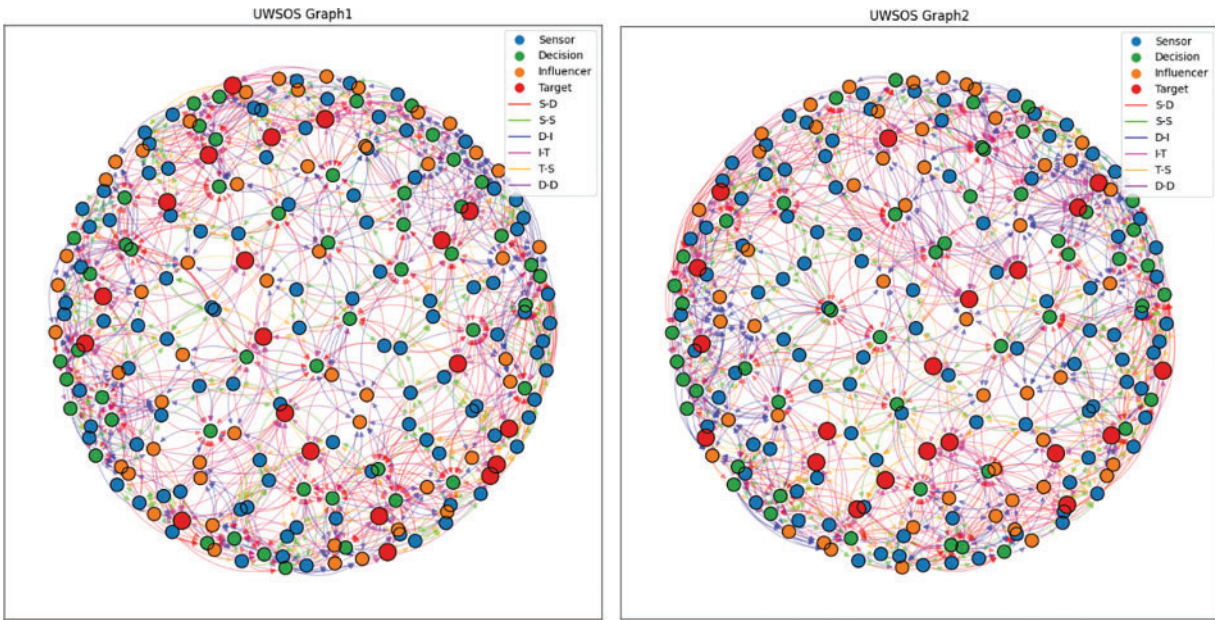 UWSOS Graph1
Sensor
Decision
Influencer
Target
S-D
S-S
D-I
I-T
T-S
D-D
UWSOS Graph2
Sensor
Decision
Influencer
Target
S-D
S-S
D-I
I-T
T-S
D-D